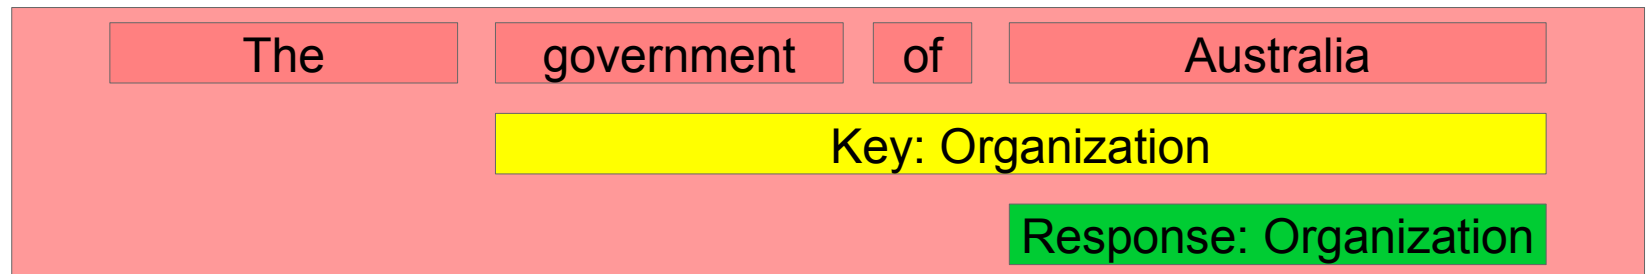 The government of Australia
Key: Organization
Response: Organization